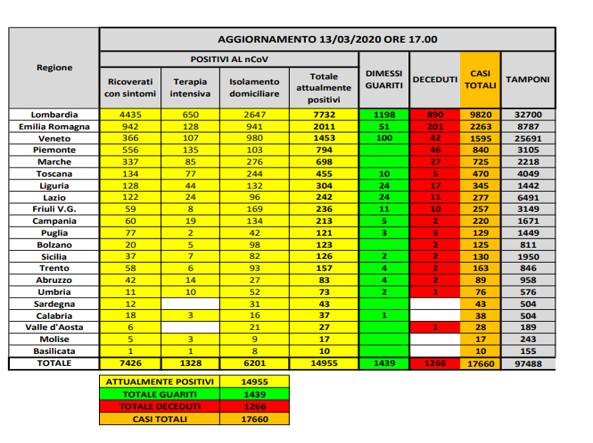 AGGIORNAMENTO 13/03/2020 ORE 17.00
Regione POSITIVI AL nCoV DIMESSI GUARITI DECEDUTI CASI TOTALI TAMPONI
Ricoverati con sintomi Terapia intensiva Isolamento domiciliare Totale attualmente positivi
Lombardia 4435 650 2647 7732 1198 890 9820 32700
Emilia Romagna 942 128 941 2011 51 201 2263 8787
Veneto 366 107 980 1453 100 42 1595 25691
Piemonte 556 135 103 794 46 840 3105
Marche 337 85 276 698 27 725 2218
Toscana 134 77 244 455 10 5 470 4049
Liguria 128 44 132 304 24 17 345 1442
Lazio 122 24 96 242 24 11 277 6491
Friuli V.G. 59 8 169 236 11 10 257 3149
Campania 60 19 134 213 5 2 220 1671
Puglia 77 2 42 121 3 5 129 1449
Bolzano 20 5 98 123 2 125 811
Sicilia 37 7 82 126 2 2 130 1950
Trento 58 6 93 157 4 2 163 846
Abruzzo 42 14 27 83 4 2 89 958
Umbria 11 10 52 73 2 1 76 576
Sardegna 12 31 43 43 504
Calabria 18 3 16 37 1 38 504
Valle d'Aosta 6 21 27 1 28 189
Molise 5 3 9 17 17 243
Basilicata 1 1 8 10 10 155
TOTALE 7426 1328 6201 14955 1439 1266 17660 97488
ATTUALMENTE POSITIVI 14955
TOTALE GUARITI 1439
TOTALE DECEDUTI 1266
CASI TOTALI 17660